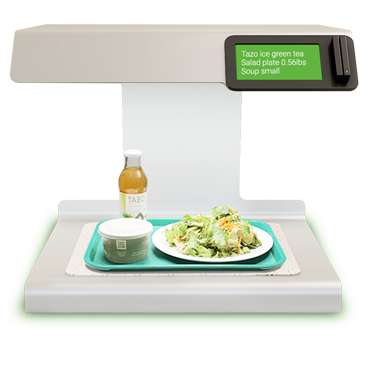 Tazo ice green tea
Salad plate 0.56lbs
Soup small
TAZO